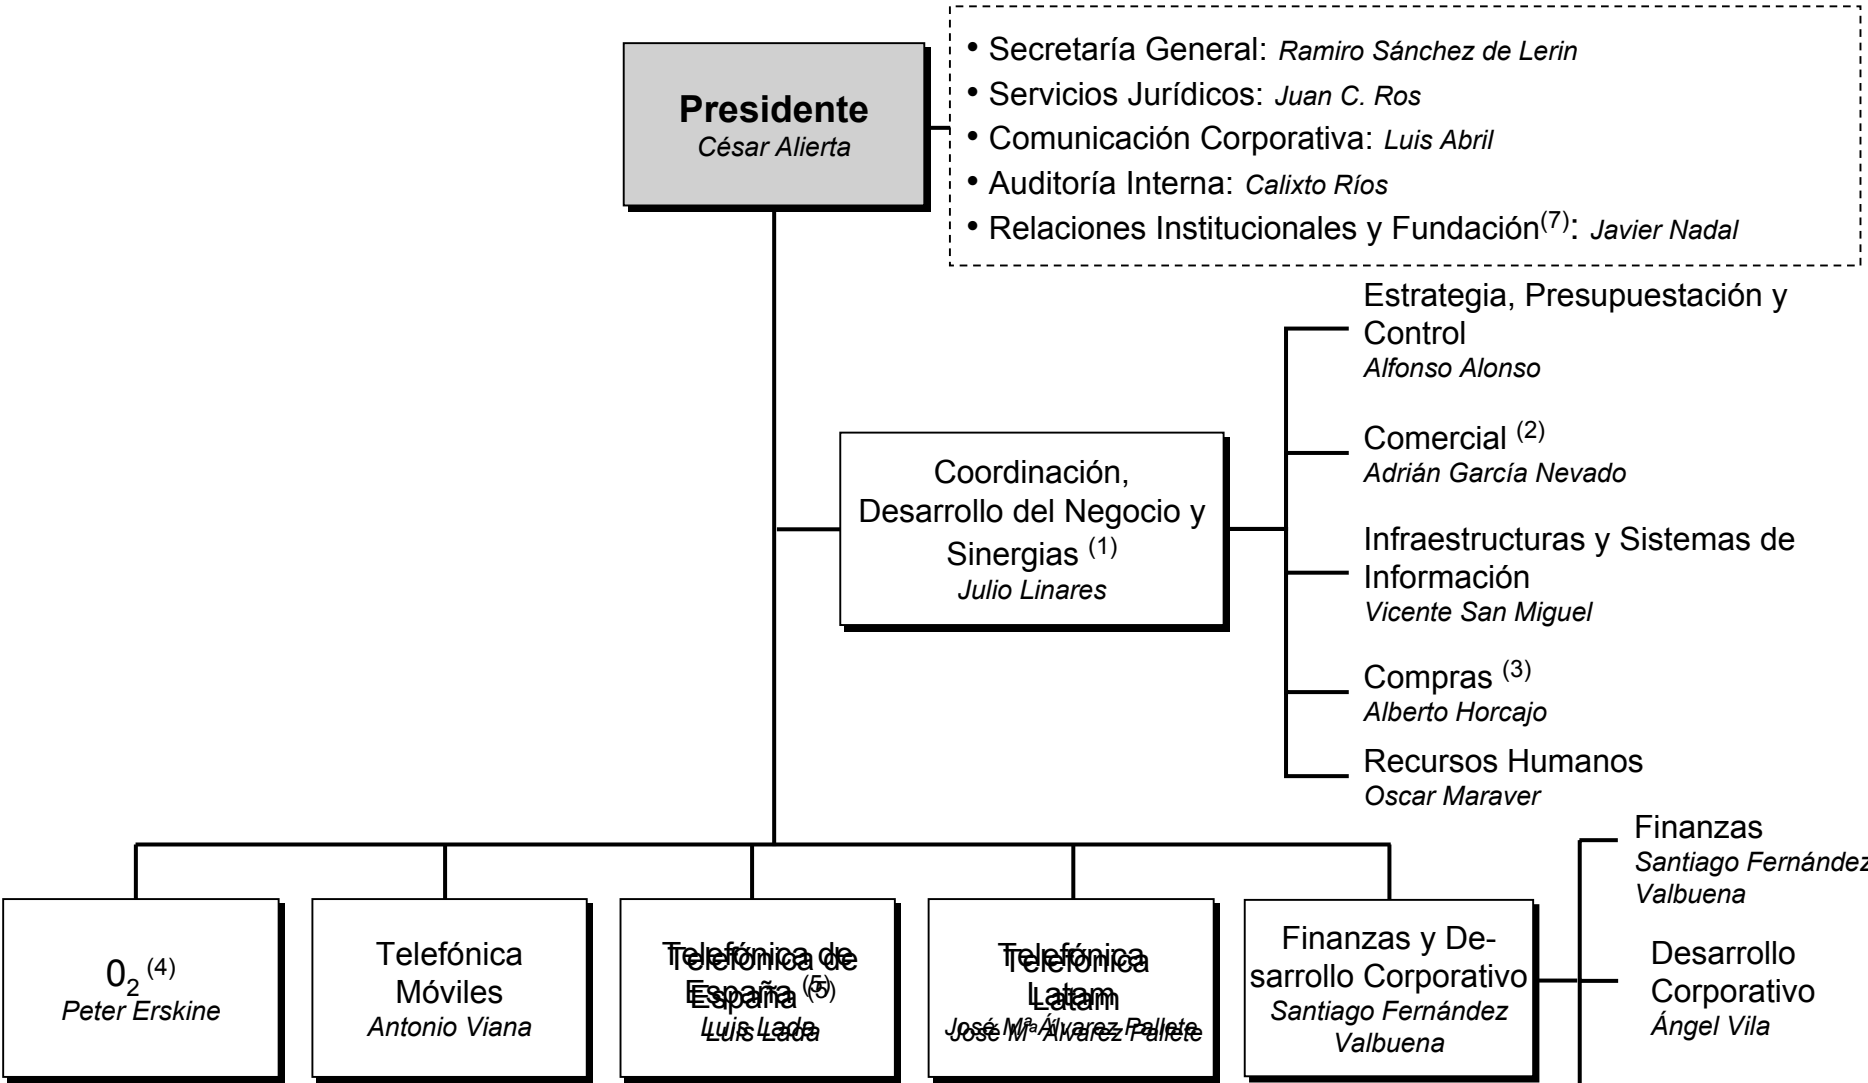 Presidente
César Alierta
• Secretaría General: Ramiro Sánchez de Lerin
• Servicios Jurídicos: Juan C. Ros
• Comunicación Corporativa: Luis Abril
• Auditoría Interna: Calixto Ríos
• Relaciones Institucionales y Fundación(7): Javier Nadal
Estrategia, Presupuestación y
Control
Alfonso Alonso
Comercial (2)
Adrián García Nevado
Coordinación,
Desarrollo del Negocio y
Sinergias (1)
Julio Linares
Infraestructuras y Sistemas de
Información
Vicente San Miguel
Compras (3)
Alberto Horcajo
Recursos Humanos
Oscar Maraver
02 (4)
Peter Erskine
Telefónica
Móviles
Antonio Viana
Telefónica de
España (5)
Luis Lada
Telefónica
Latam
José Mª Álvarez Pallete
Finanzas y De-
sarrollo Corporativo
Santiago Fernández
Valbuena
Finanzas
Santiago Fernández
Valbuena
Desarrollo
Corporativo
Ángel Vila